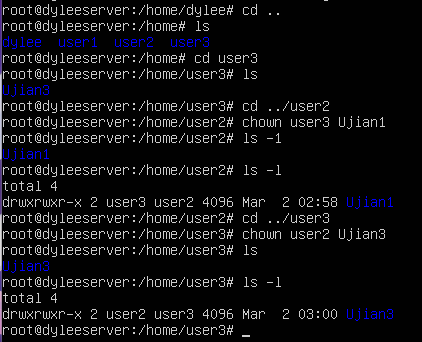 root@dyleeserver:/home/dylee# cd ..
root@dyleeserver:/home# ls
dylee user1 user2 user3
root@dyleeserver:/home# cd user3
root@dyleeserver:/home/user3# ls
Ujian3
root@dyleeserver:/home/user3# cd ../user2
root@dyleeserver:/home/user2# chown user3 Ujian1
root@dyleeserver:/home/user2# ls -1
Ujian1
root@dyleeserver:/home/user2# ls -l
total 4
drwxrwxr-x 2 user3 user2 4096 Mar 2 02:58 Ujian1
root@dyleeserver:/home/user2# cd ../user3
root@dyleeserver:/home/user3# chown user2 Ujian3
root@dyleeserver:/home/user3# ls
Ujian3
root@dyleeserver:/home/user3# ls -l
total 4
drwxrwxr-x 2 user2 user3 4096 Mar 2 03:00 Ujian3
root@dyleeserver:/home/user3# _